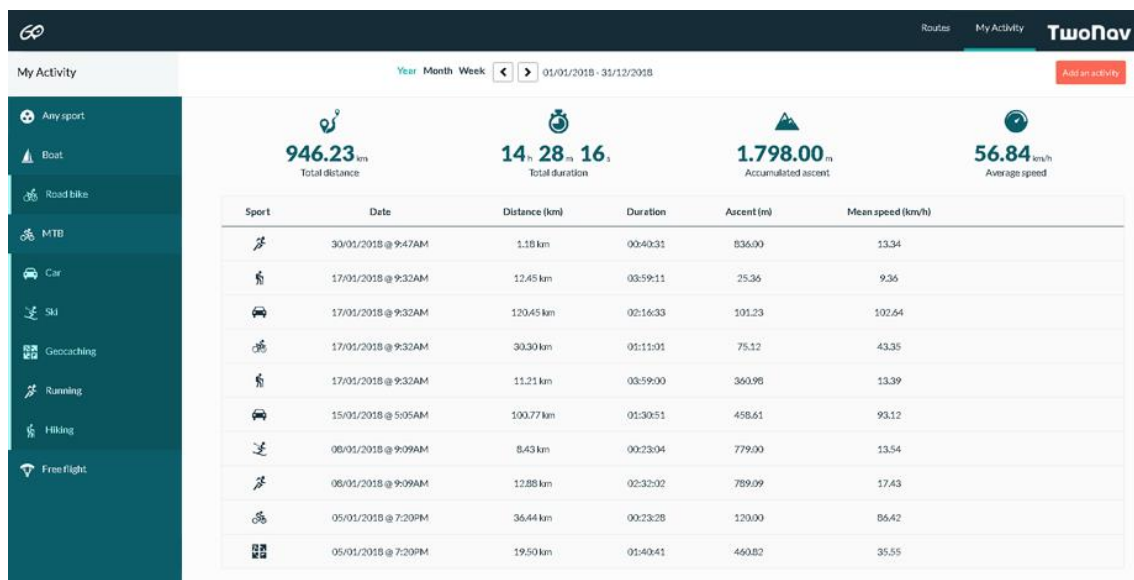 GO
Routes My Activity TwoNav
My Activity
Year Month Week 01/01/2018 - 31/12/2018
Add an activity
Any sport
Boat
Road bike
MTB
Car
Ski
Geocaching
Running
Hiking
Free flight
946.23 km
Total distance
14 h 28 m 16 s
Total duration
1.798.00 m
Accumulated ascent
56.84 km/h
Average speed
Sport Date Distance (km) Duration Ascent (m) Mean speed (km/h)
30/01/2018 @ 9:47AM 1.18 km 00:40:31 836.00 13.34
17/01/2018 @ 9:32AM 12.45 km 03:59:11 25.36 9.36
17/01/2018 @ 9:32AM 120.45 km 02:16:33 101.23 102.64
17/01/2018 @ 9:32AM 30.30 km 01:11:01 75.12 43.35
17/01/2018 @ 9:32AM 11.21 km 03:59:00 360.98 13.39
15/01/2018 @ 5:05AM 100.77 km 01:30:51 458.61 93.12
08/01/2018 @ 9:09AM 8.43 km 00:23:04 779.00 13.54
08/01/2018 @ 9:09AM 12.88 km 02:32:02 789.09 17.43
05/01/2018 @ 7:20PM 36.44 km 00:23:28 120.00 86.42
05/01/2018 @ 7:20PM 19.50 km 01:40:41 460.82 35.55